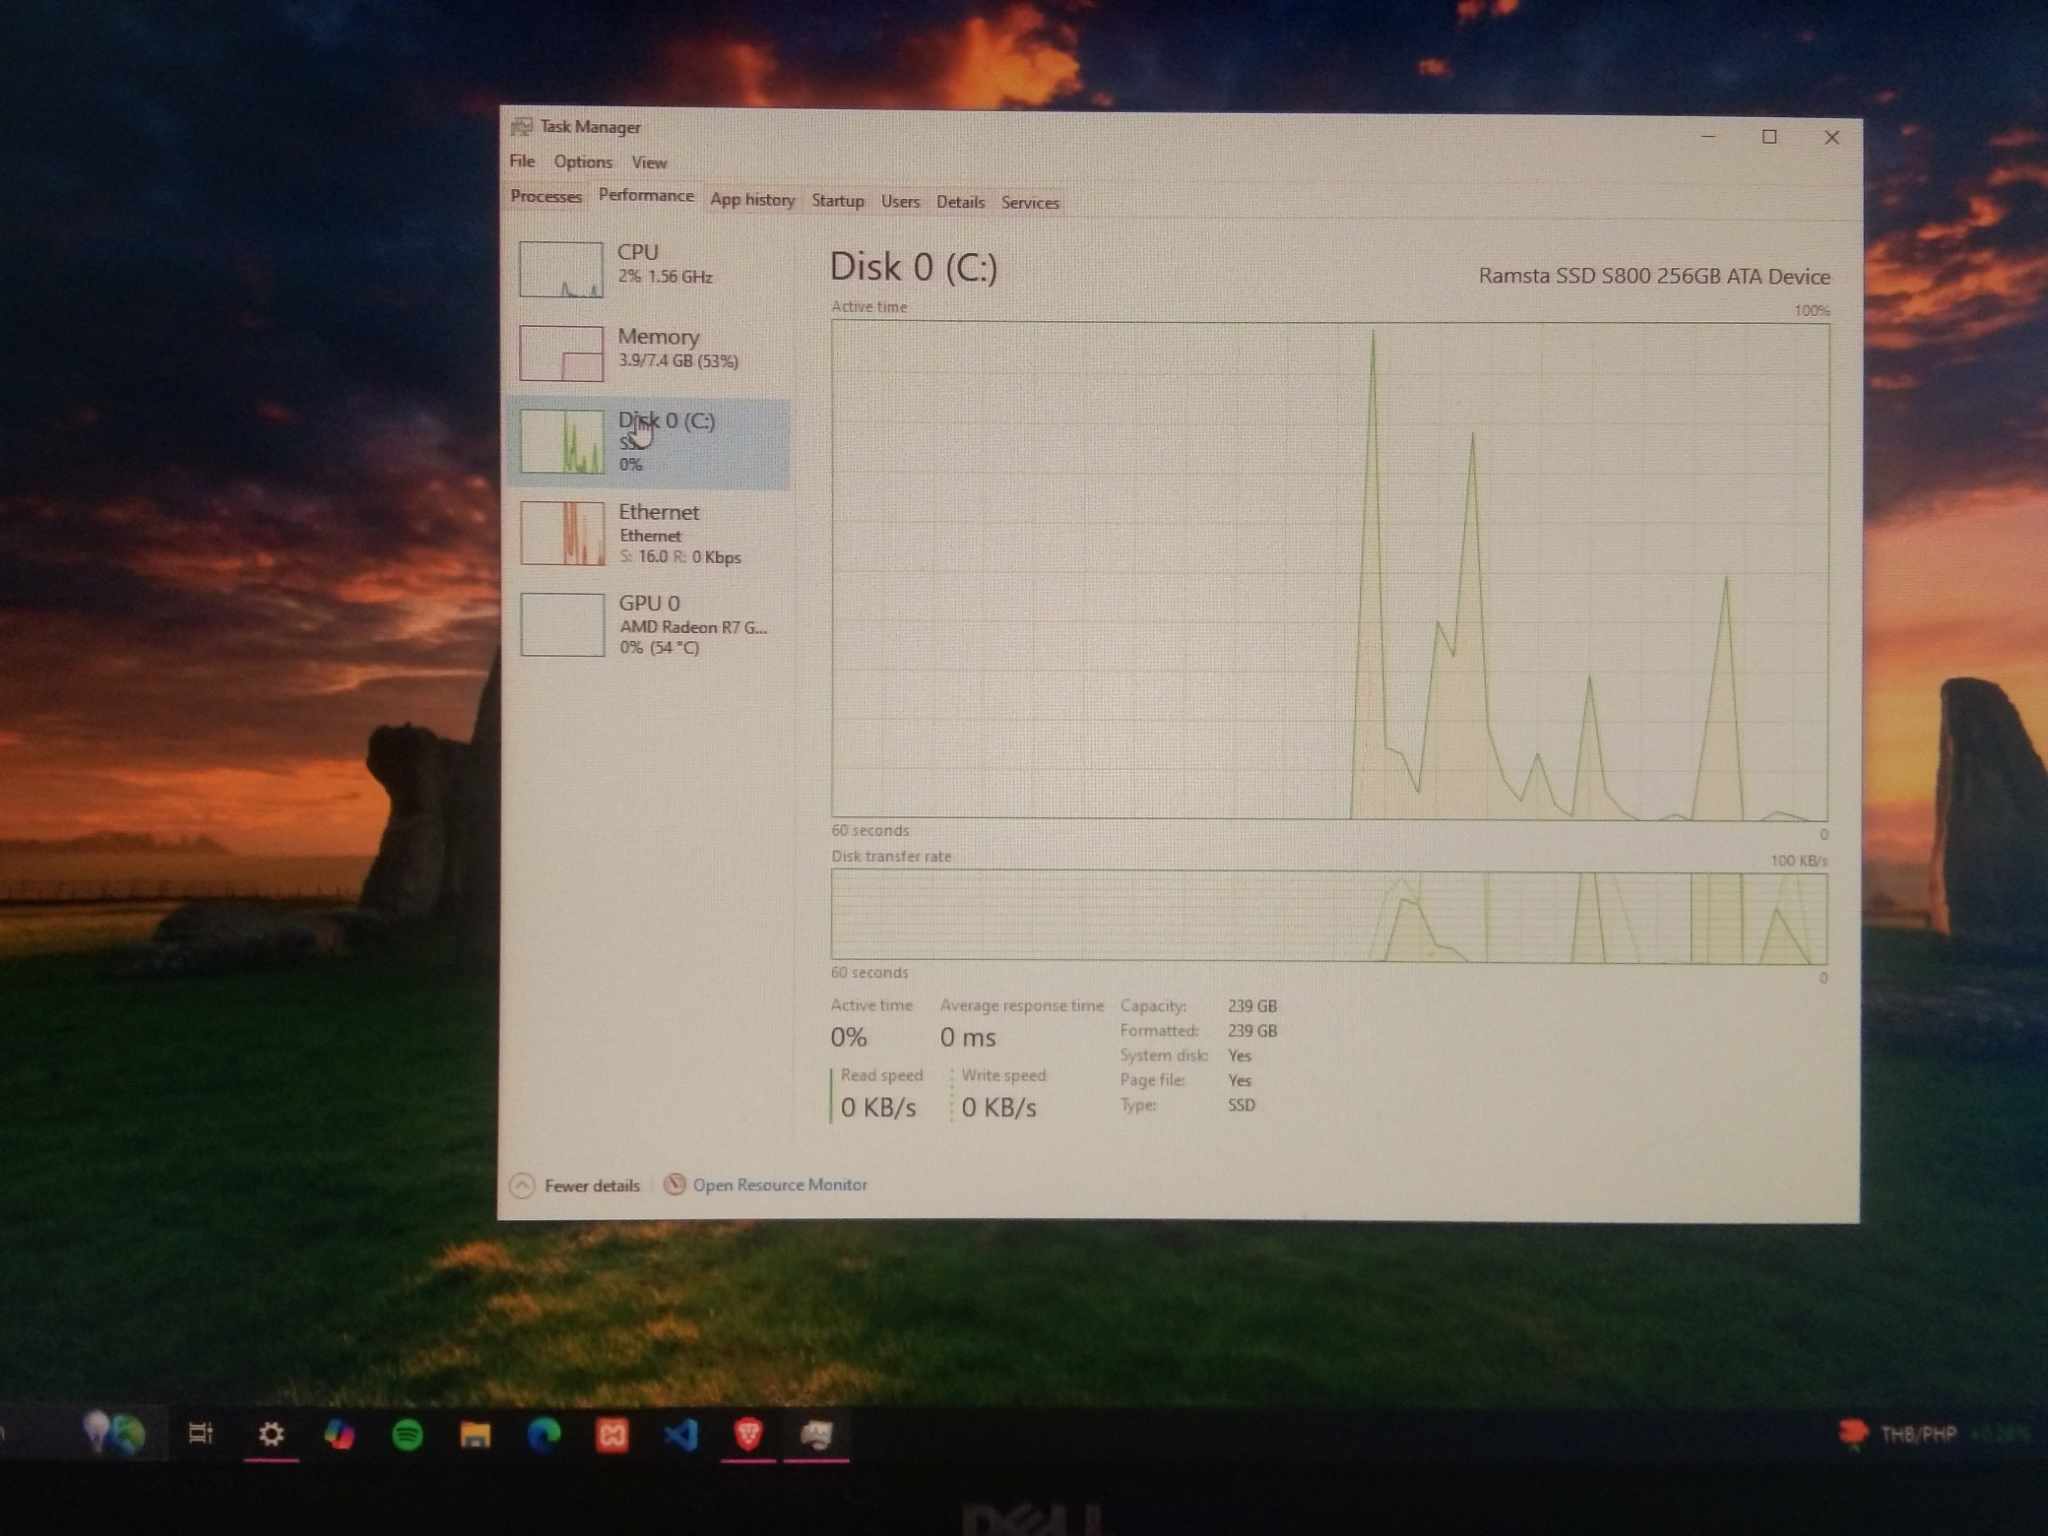 Task Manager
File Options View
Processes Performance App history Startup Users Details Services
CPU
2% 1.56 GHz
Memory
3.9/7.4 GB (53%)
Disk 0 (C:)
0%
Ethernet
Ethernet
S: 16.0 R: 0 Kbps
GPU 0
AMD Radeon R7 G...
0% (54 °C)
Disk 0 (C:)
Ramsta SSD S800 256GB ATA Device
Active time
100%
60 seconds
0
Disk transfer rate
100 KB/s
60 seconds
0
Active time
0%
Average response time
0 ms
Read speed
0 KB/s
Write speed
0 KB/s
Capacity: 239 GB
Formatted: 239 GB
System disk: Yes
Page file: Yes
Type: SSD
Fewer details
Open Resource Monitor
THB/PHP
DELL